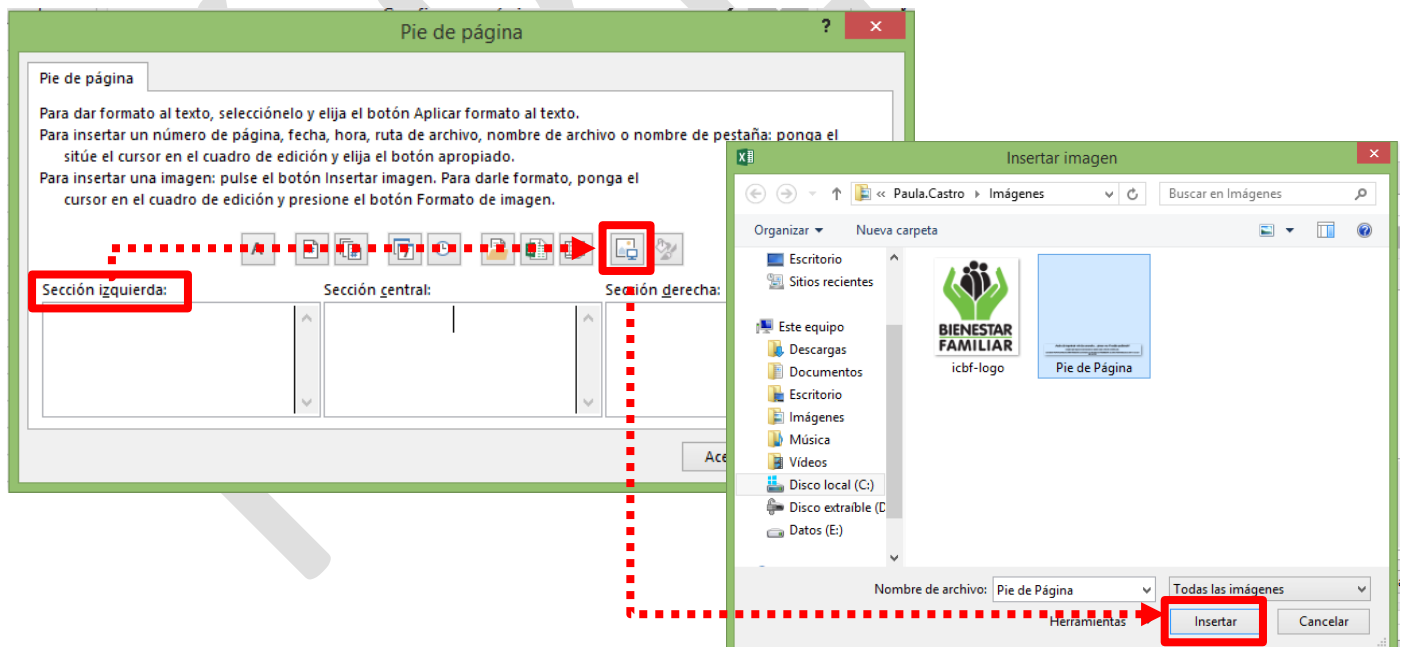 Pie de página
?
Pie de página
Para dar formato al texto, selecciónelo y elija el botón Aplicar formato al texto.
Para insertar un número de página, fecha, hora, ruta de archivo, nombre de archivo o nombre de pestaña: ponga el
sitúe el cursor en el cuadro de edición y elija el botón apropiado.
Para insertar una imagen: pulse el botón Insertar imagen. Para darle formato, ponga el
cursor en el cuadro de edición y presione el botón Formato de imagen.
A
7
Sección izquierda:
Sección central:
Sección derecha:
Ace
Insertar imagen
« Paula.Castro
Imágenes
Buscar en Imágenes
Organizar
Nueva carpeta
Escritorio
Sitios recientes
Este equipo
Descargas
Documentos
Escritorio
Imágenes
Música
Vídeos
Disco local (C:)
Disco extraíble (D
Datos (E:)
BIENESTAR
FAMILIAR
icbf-logo
Pie de Página
Nombre de archivo:
Pie de Página
Todas las imágenes
Herramientas
Insertar
Cancelar